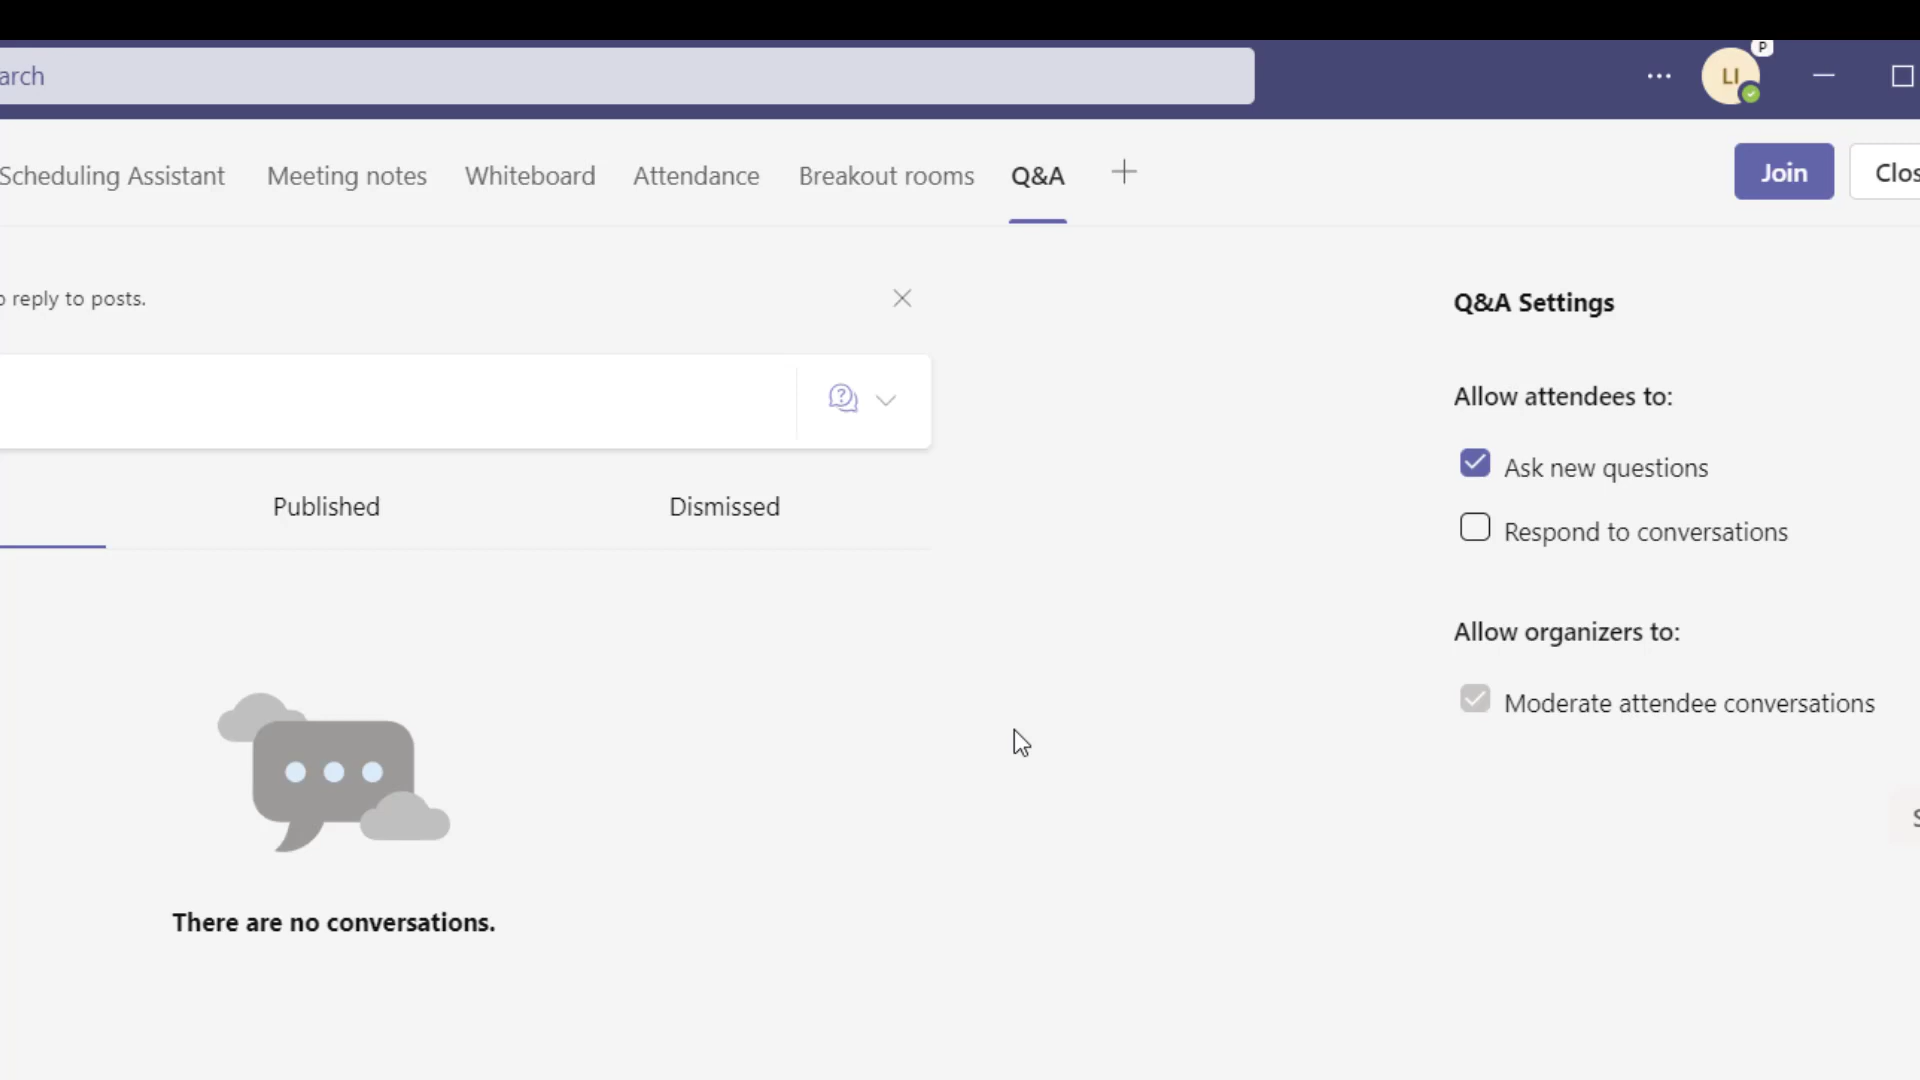 arch
P
LI
Scheduling Assistant Meeting notes Whiteboard Attendance Breakout rooms Q&A
Join
Clos
o reply to posts.
Q&A Settings
Allow attendees to:
Ask new questions
Respond to conversations
Published Dismissed
Allow organizers to:
Moderate attendee conversations
S
There are no conversations.